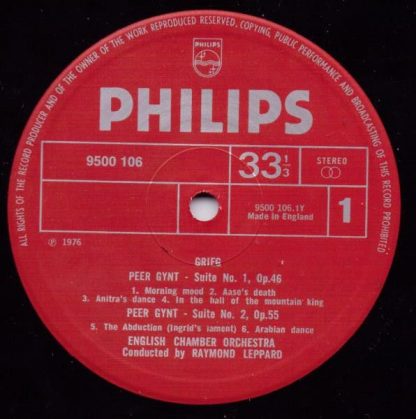 ALL RIGHTS OF THE RECORD PRODUCER AND OF THE OWNER OF THE WORK REPRODUCED RESERVED, COPYING, PUBLIC PERFORMANCE AND BROADCASTING OF THIS RECORD PROHIBITED
PHILIPS
PHILIPS
9500 106
33 1/3
STEREO
9500 106.1Y
Made in England
1
℗ 1976
GRIEG
PEER GYNT - Suite No. 1, Op.46
1. Morning mood 2. Aase's death
3. Anitra's dance 4. In the hall of the mountain king
PEER GYNT - Suite No. 2, Op.55
5. The Abduction (Ingrid's lament) 6. Arabian dance
ENGLISH CHAMBER ORCHESTRA
Conducted by RAYMOND LEPPARD